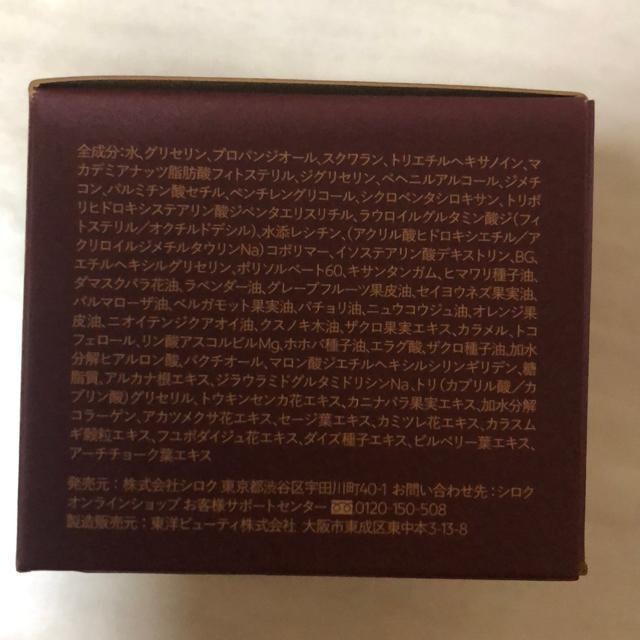 全成分:水、グリセリン、プロパンジオール、スクワラン、トリエチルヘキサノイン、マ
カデミアナッツ脂肪酸フィトステリル、ジグリセリン、ベヘニルアルコール、ジメチ
コン、パルミチン酸セチル、ペンチレングリコール、シクロペンタシロキサン、トリポ
リヒドロキシステアリン酸ジペンタエリスリチル、ラウロイルグルタミン酸ジ(フィ
トステリル/オクチルドデシル)、水添レシチン、(アクリル酸ヒドロキシエチル/ア
クリロイルジメチルタウリンNa)コポリマー、イソステアリン酸デキストリン、BG、
エチルヘキシルグリセリン、ポリソルベート60、キサンタンガム、ヒマワリ種子油、
ダマスクバラ花油、ラベンダー油、グレープフルーツ果皮油、セイヨウネズ果実油、
パルマローザ油、ベルガモット果実油、パチョリ油、ニュウコウジュ油、オレンジ果
皮油、ニオイテンジクアオイ油、クスノキ木油、ザクロ果実エキス、カラメル、トコ
フェロール、リン酸アスコルビルMg、ホホバ種子油、エラグ酸、ザクロ種子油、加水
分解ヒアルロン酸、バクチオール、マロン酸ジエチルヘキシルシリンギリデン、糖
脂質、アルカナ根エキス、ジラウラミドグルタミドリシンNa、トリ(カプリル酸/カ
プリン酸)グリセリル、トウキンセンカ花エキス、カニナバラ果実エキス、加水分解
コラーゲン、アカツメクサ花エキス、セージ葉エキス、カミツレ花エキス、カラスム
ギ穀粒エキス、フユボダイジュ花エキス、ダイズ種子エキス、ビルベリー葉エキス、
アーチチョーク葉エキス
発売元:株式会社シロク 東京都渋谷区宇田川町40-1 お問い合わせ先:シロク
オンラインショップ お客様サポートセンター 0120-150-508
製造販売元:東洋ビューティ株式会社 大阪市東成区東中本3-13-8